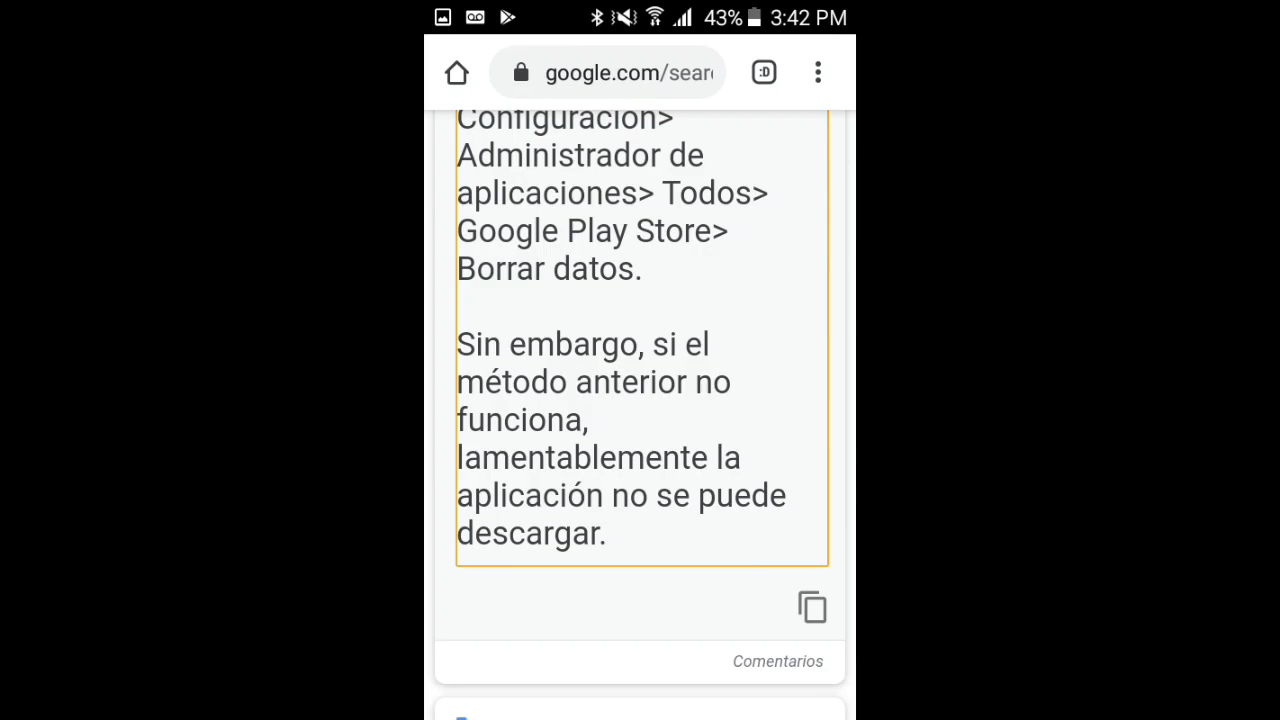 43% 3:42 PM
google.com/sear
:D
Configuración>
Administrador de
aplicaciones> Todos>
Google Play Store>
Borrar datos.
Sin embargo, si el
método anterior no
funciona,
lamentablemente la
aplicación no se puede
descargar.
Comentarios